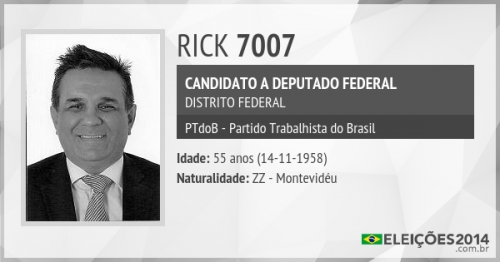 RICK 7007
CANDIDATO A DEPUTADO FEDERAL
DISTRITO FEDERAL
PTdoB - Partido Trabalhista do Brasil
Idade: 55 anos (14-11-1958)
Naturalidade: ZZ - Montevidéu
ELEIÇÕES2014
.com.br